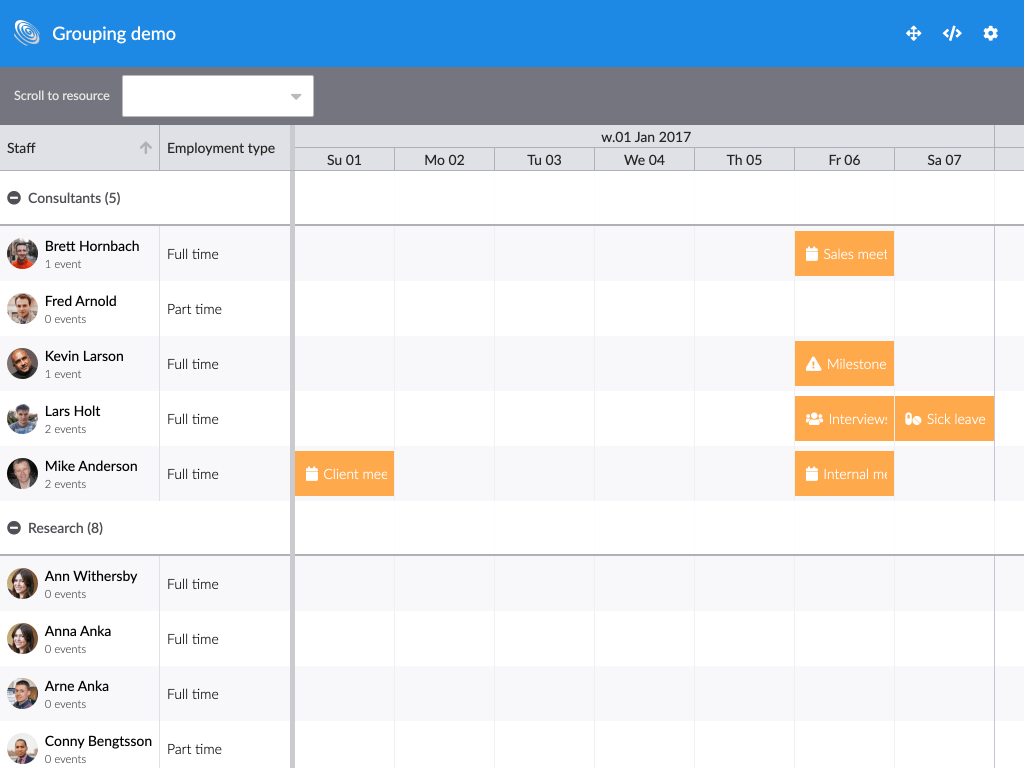 Grouping demo
Scroll to resource
Staff
Employment type
w.01 Jan 2017
Su 01
Mo 02
Tu 03
We 04
Th 05
Fr 06
Sa 07
Consultants (5)
Brett Hornbach
1 event
Full time
Sales meet
Fred Arnold
0 events
Part time
Kevin Larson
1 event
Full time
Milestone
Lars Holt
2 events
Full time
Interviews
Sick leave
Mike Anderson
2 events
Full time
Client mee
Internal me
Research (8)
Ann Withersby
0 events
Full time
Anna Anka
0 events
Full time
Arne Anka
0 events
Full time
Conny Bengtsson
0 events
Part time